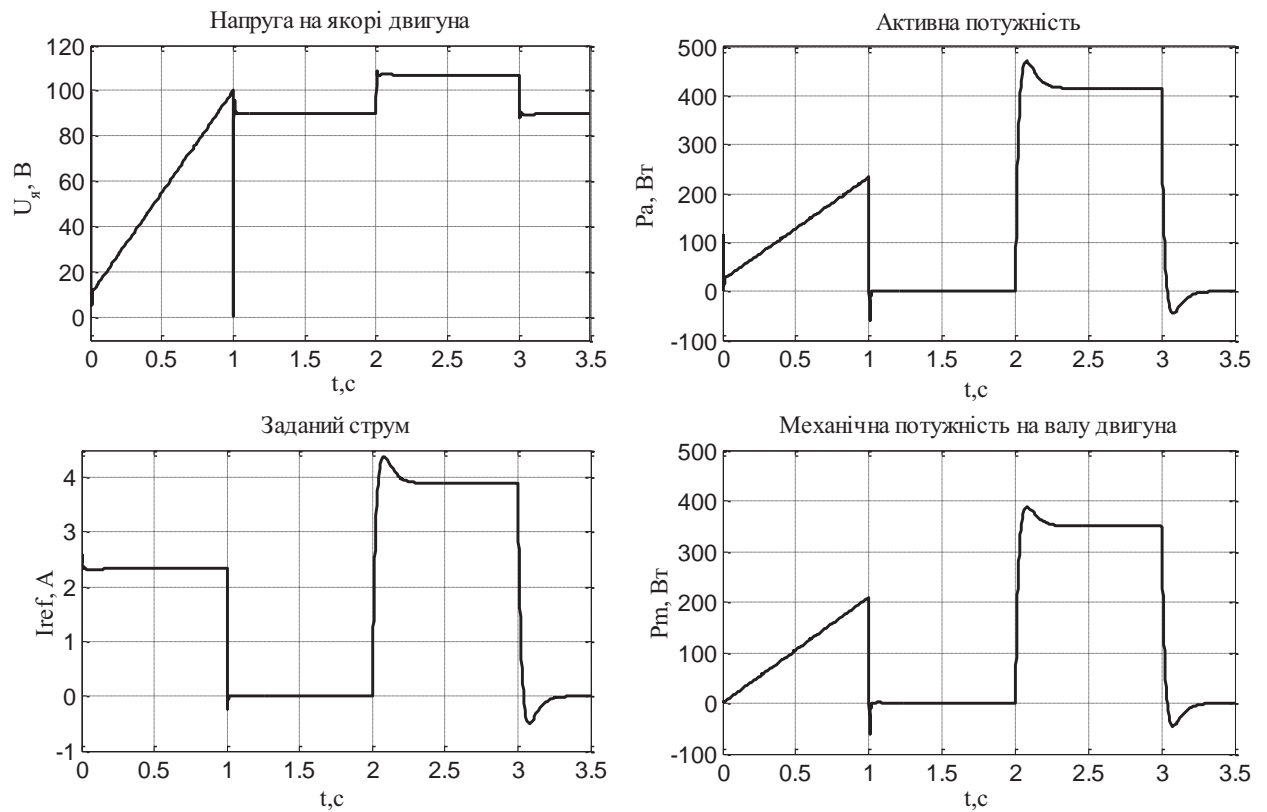 Напруга на якорі двигуна
120
100
80
60
40
20
0
Uя, В
0 0.5 1 1.5 2 2.5 3 3.5
t,c
Активна потужність
500
400
300
200
100
0
-100
Pa, Вт
0 0.5 1 1.5 2 2.5 3 3.5
t,c
Заданий струм
4
3
2
1
0
-1
Iref, A
0 0.5 1 1.5 2 2.5 3 3.5
t,c
Механічна потужність на валу двигуна
500
400
300
200
100
0
-100
Pm, Вт
0 0.5 1 1.5 2 2.5 3 3.5
t,c